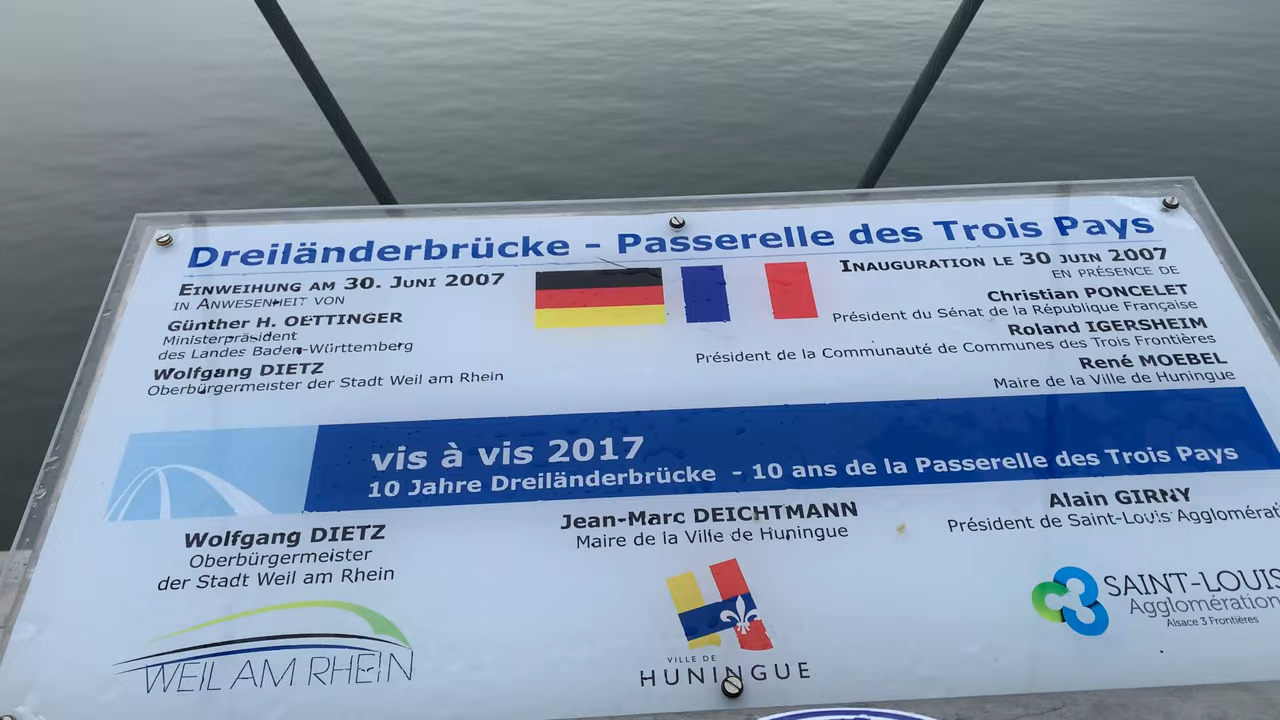 Dreiländerbrücke - Passerelle des Trois Pays
EINWEIHUNG AM 30. JUNI 2007
IN ANWESENHEIT VON
Günther H. OETTINGER
Ministerpräsident
des Landes Baden-Württemberg
Wolfgang DIETZ
Oberbürgermeister der Stadt Weil am Rhein
INAUGURATION LE 30 JUIN 2007
EN PRÉSENCE DE
Christian PONCELET
Président du Sénat de la République Française
Roland IGERSHEIM
Président de la Communauté de Communes des Trois Frontières
René MOEBEL
Maire de la Ville de Huningue
vis à vis 2017
10 Jahre Dreiländerbrücke - 10 ans de la Passerelle des Trois Pays
Wolfgang DIETZ
Oberbürgermeister
der Stadt Weil am Rhein
WEIL AM RHEIN
Jean-Marc DEICHTMANN
Maire de la Ville de Huningue
VILLE DE
HUNINGUE
Alain GIRNY
Président de Saint-Louis Agglomérat
SAINT-LOUIS
Agglomération
Alsace 3 Frontières